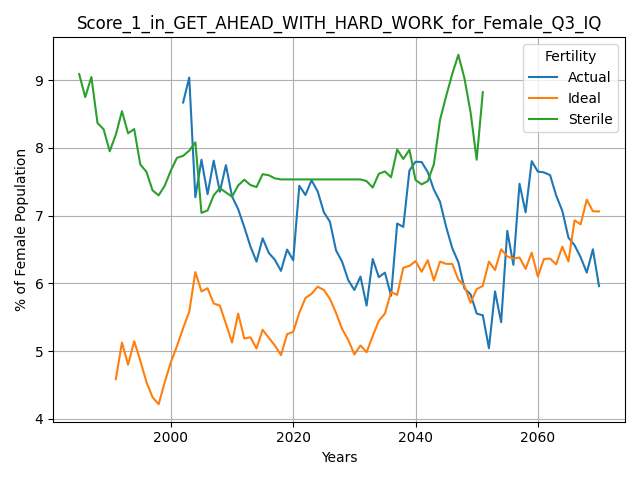 Score_1_in_GET_AHEAD_WITH_HARD_WORK_for_Female_Q3_IQ
Fertility
Actual
Ideal
Sterile
% of Female Population
9
8
7
6
5
4
2000 2020 2040 2060
Years